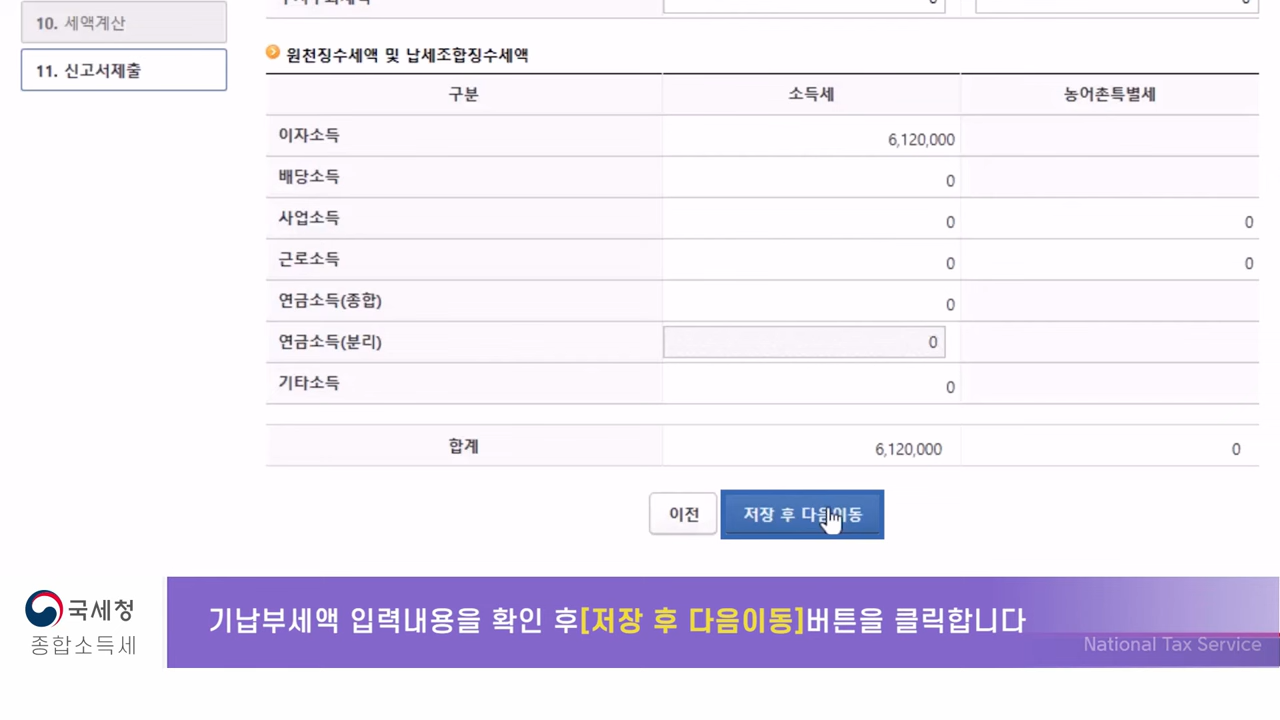 10. 세액계산
11. 신고서제출
0 0
원천징수세액 및 납세조합징수세액
구분 소득세 농어촌특별세
이자소득 6,120,000
배당소득 0
사업소득 0 0
근로소득 0 0
연금소득(종합) 0
연금소득(분리) 0
기타소득 0
합계 6,120,000 0
이전 저장 후 다음이동
국세청
종합소득세
기납부세액 입력내용을 확인 후[저장 후 다음이동]버튼을 클릭합니다
National Tax Service